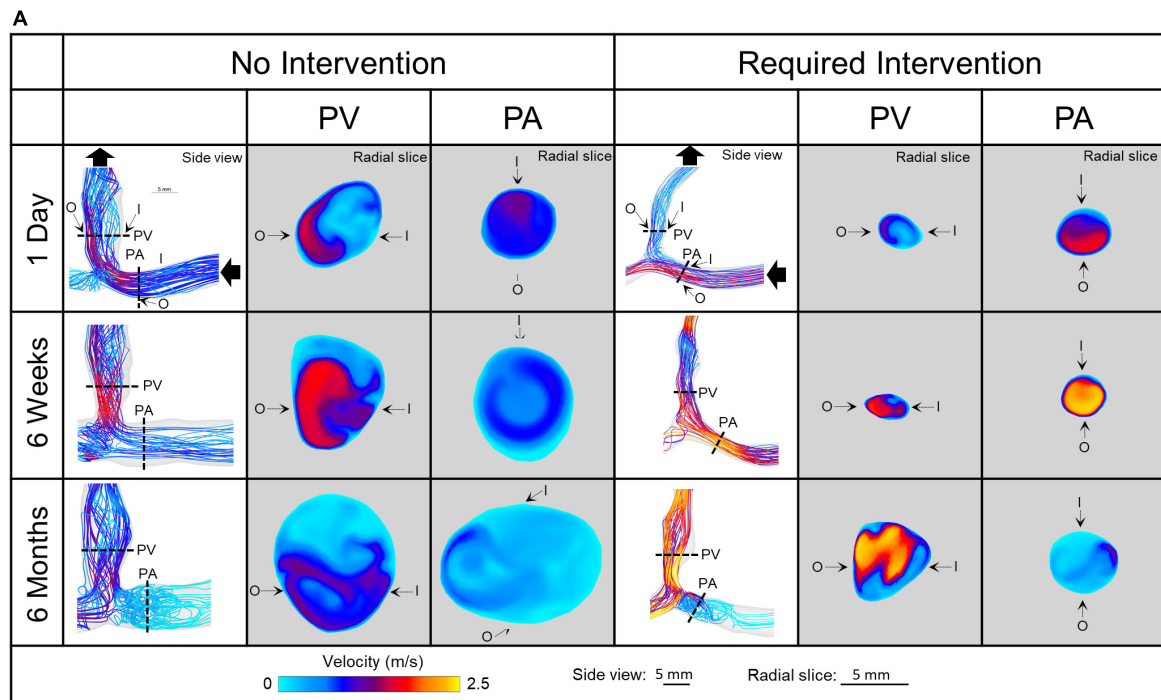 A
No Intervention
Required Intervention
PV
PA
PV
PA
1 Day
Side view
5 mm
O
I
PV
PA
I
O
Radial slice
O
I
Radial slice
I
O
Side view
O
I
PV
PA
I
O
Radial slice
O
I
Radial slice
I
O
6 Weeks
PV
PA
O
I
I
PV
PA
O
I
I
O
6 Months
PV
PA
O
I
I
O
PV
PA
O
I
I
O
Velocity (m/s)
0
2.5
Side view: 5 mm
Radial slice: 5 mm